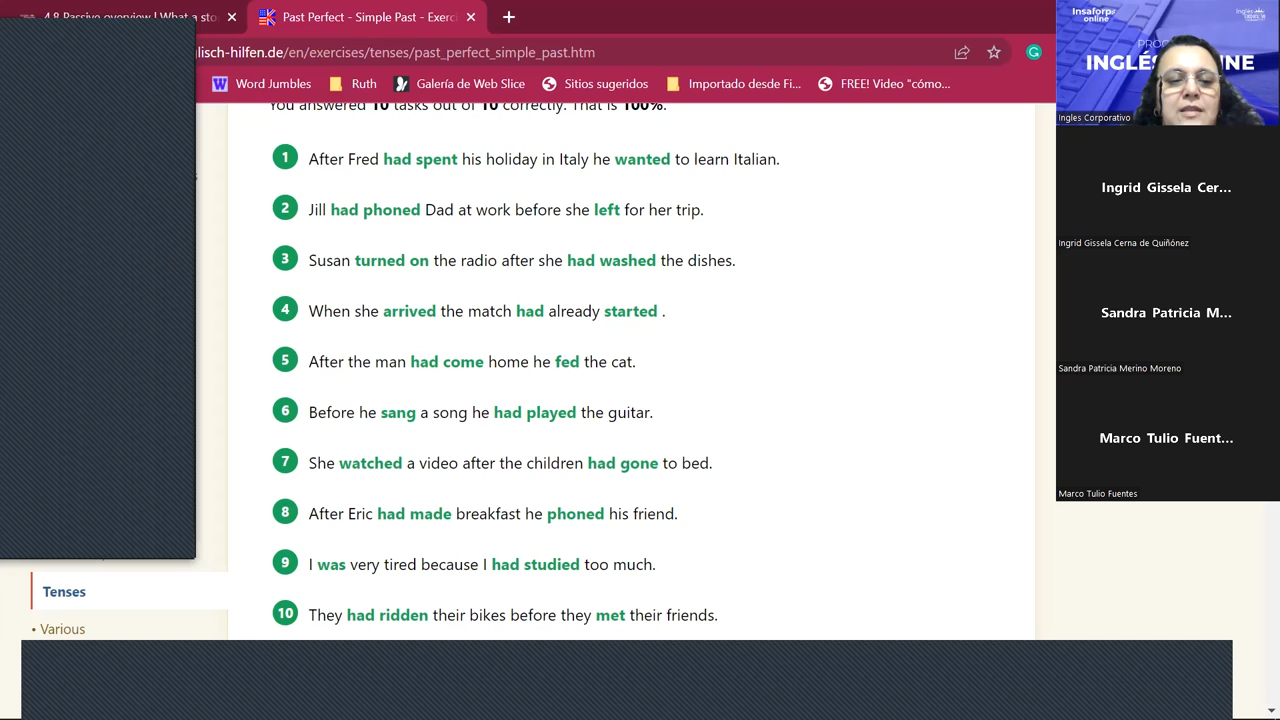 4.8 Passive overview | What a sto
Past Perfect - Simple Past - Exerci
lisch-hilfen.de/en/exercises/tenses/past_perfect_simple_past.htm
Word Jumbles
Ruth
Galería de Web Slice
Sitios sugeridos
Importado desde Fi...
FREE! Video "cómo...
You answered 10 tasks out of 10 correctly. That is 100%.
1 After Fred had spent his holiday in Italy he wanted to learn Italian.
2 Jill had phoned Dad at work before she left for her trip.
3 Susan turned on the radio after she had washed the dishes.
4 When she arrived the match had already started .
5 After the man had come home he fed the cat.
6 Before he sang a song he had played the guitar.
7 She watched a video after the children had gone to bed.
8 After Eric had made breakfast he phoned his friend.
9 I was very tired because I had studied too much.
10 They had ridden their bikes before they met their friends.
Tenses
• Various
Insaforp
online
PRO
INGLÉS INE
Ingles Corporativo
Ingrid Gissela Cer...
Ingrid Gissela Cerna de Quiñónez
Sandra Patricia M...
Sandra Patricia Merino Moreno
Marco Tulio Fuent...
Marco Tulio Fuentes